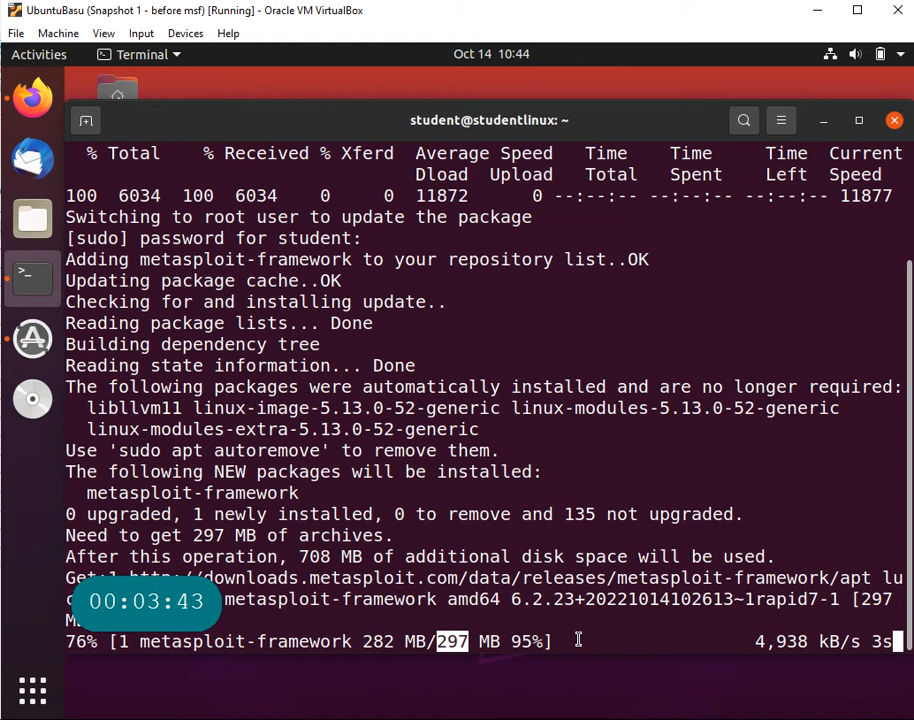 UbuntuBasu (Snapshot 1 - before msf) [Running] - Oracle VM VirtualBox
File Machine View Input Devices Help
Activities Terminal Oct 14 10:44
student@studentlinux: ~
% Total % Received % Xferd Average Speed Time Time Time Current
Dload Upload Total Spent Left Speed
100 6034 100 6034 0 0 11872 0 --:--:-- --:--:-- --:--:-- 11877
Switching to root user to update the package
[sudo] password for student:
Adding metasploit-framework to your repository list..OK
Updating package cache..OK
Checking for and installing update..
Reading package lists... Done
Building dependency tree
Reading state information... Done
The following packages were automatically installed and are no longer required:
libllvm11 linux-image-5.13.0-52-generic linux-modules-5.13.0-52-generic
linux-modules-extra-5.13.0-52-generic
Use 'sudo apt autoremove' to remove them.
The following NEW packages will be installed:
metasploit-framework
0 upgraded, 1 newly installed, 0 to remove and 135 not upgraded.
Need to get 297 MB of archives.
After this operation, 708 MB of additional disk space will be used.
Get:1 http://downloads.metasploit.com/data/releases/metasploit-framework/apt lu
metasploit-framework amd64 6.2.23+20221014102613~1rapid7-1 [297
00:03:43
76% [1 metasploit-framework 282 MB/297 MB 95%] 4,938 kB/s 3s